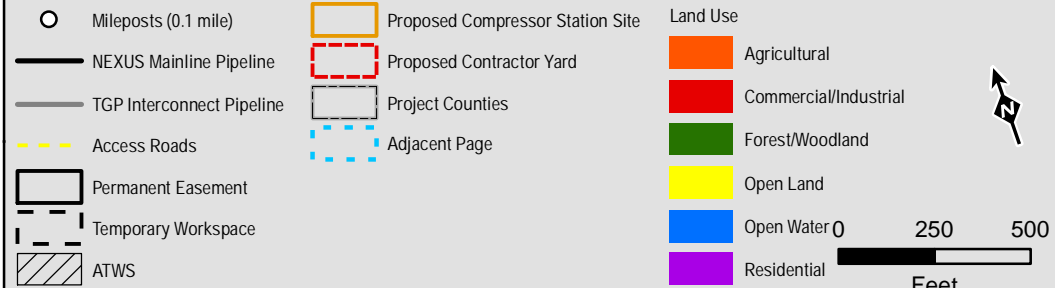 Mileposts (0.1 mile)
NEXUS Mainline Pipeline
TGP Interconnect Pipeline
Access Roads
Permanent Easement
Temporary Workspace
ATWS
Proposed Compressor Station Site
Proposed Contractor Yard
Project Counties
Adjacent Page
Land Use
Agricultural
Commercial/Industrial
Forest/Woodland
Open Land
Open Water
Residential
N
0 250 500
Feet